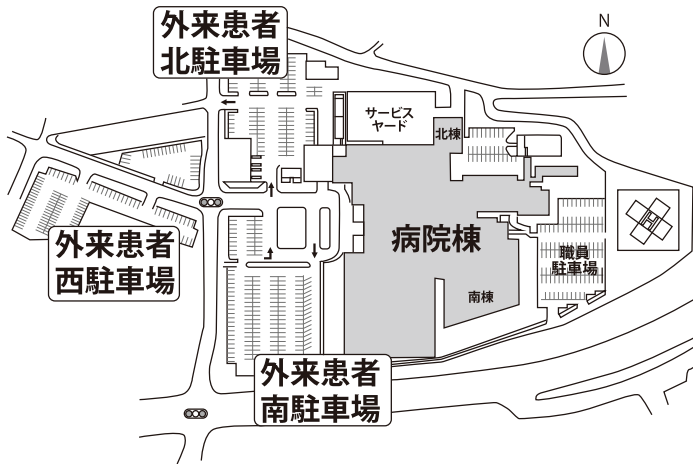 外来患者
北駐車場
N
サービス
ヤード
北棟
病院棟
外来患者
西駐車場
職員
駐車場
南棟
外来患者
南駐車場